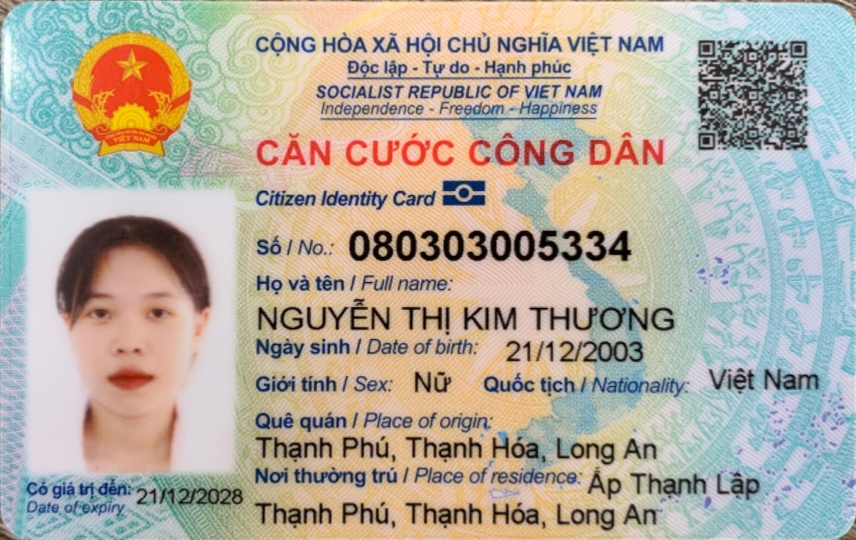 CỘNG HÒA XÃ HỘI CHỦ NGHĨA VIỆT NAM
Độc lập - Tự do - Hạnh phúc
SOCIALIST REPUBLIC OF VIET NAM
Independence - Freedom - Happiness
CĂN CƯỚC CÔNG DÂN
Citizen Identity Card
Số / No.: 080303005334
Họ và tên / Full name:
NGUYỄN THỊ KIM THƯƠNG
Ngày sinh / Date of birth: 21/12/2003
Giới tính / Sex: Nữ Quốc tịch / Nationality: Việt Nam
Quê quán / Place of origin:
Thạnh Phú, Thạnh Hóa, Long An
Nơi thường trú / Place of residence: Ấp Thạnh Lập
Thạnh Phú, Thạnh Hóa, Long An
Có giá trị đến: 21/12/2028
Date of expiry
VIỆT NAM